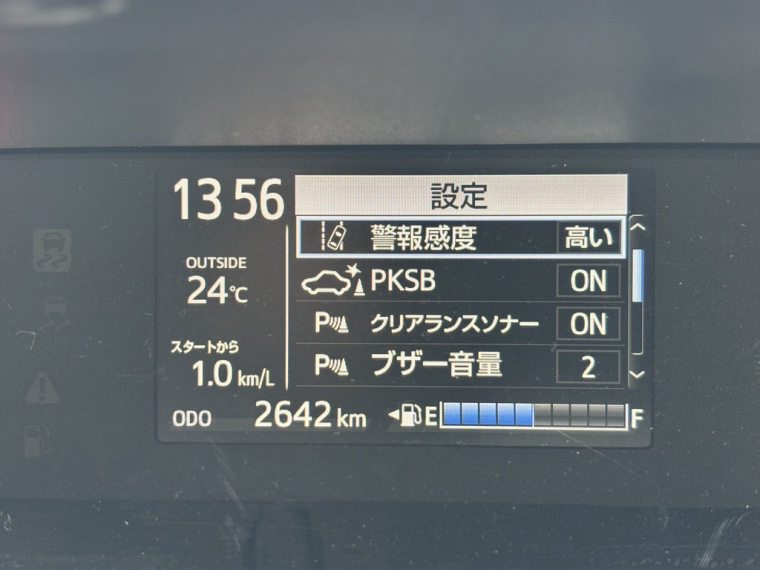 13 56
設定
警報感度 高い
PKSB ON
OUTSIDE
24℃
P クリアランスソナー ON
スタートから
1.0 km/L
P ブザー音量 2
ODO 2642 km E F